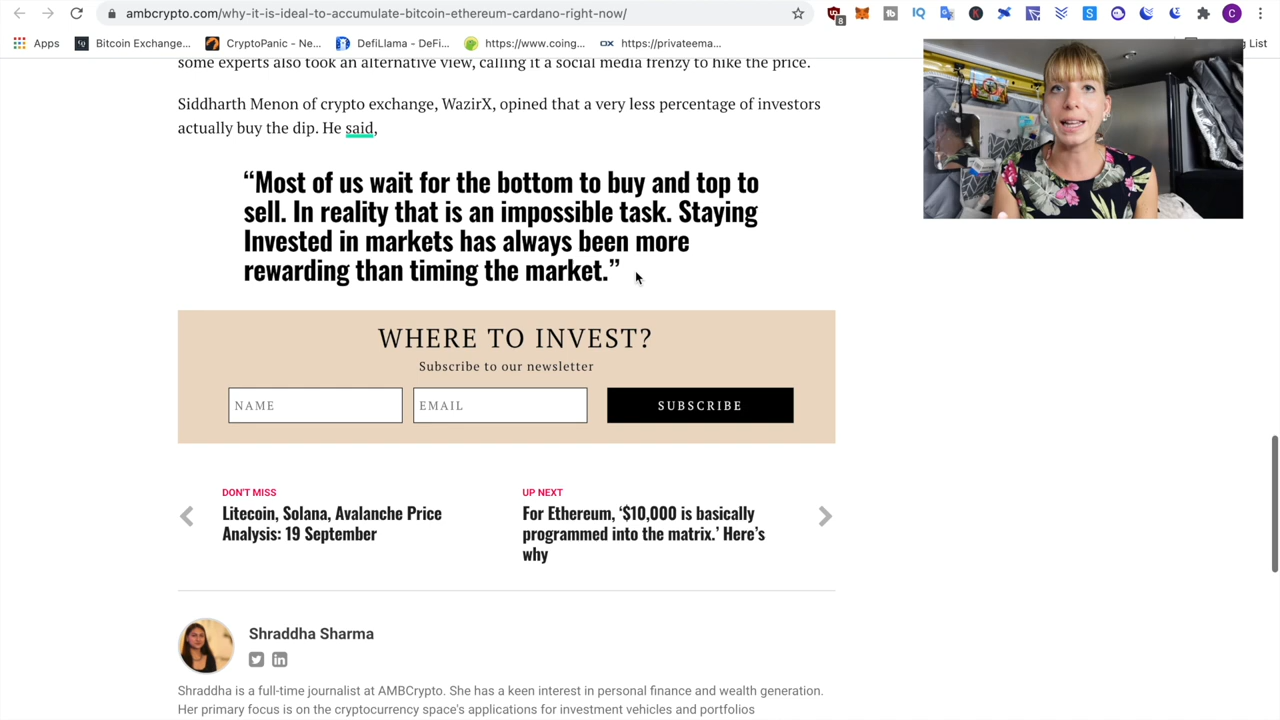 ambcrypto.com/why-it-is-ideal-to-accumulate-bitcoin-ethereum-cardano-right-now/
8
IQ
C
Apps
Bitcoin Exchange...
CryptoPanic - Ne...
DefiLlama - DeFi...
https://www.coing...
https://privateema...
List
some experts also took an alternative view, calling it a social media frenzy to hike the price.
Siddharth Menon of crypto exchange, WazirX, opined that a very less percentage of investors
actually buy the dip. He said,
“Most of us wait for the bottom to buy and top to
sell. In reality that is an impossible task. Staying
Invested in markets has always been more
rewarding than timing the market.”
WHERE TO INVEST?
Subscribe to our newsletter
NAME
EMAIL
SUBSCRIBE
DON'T MISS
Litecoin, Solana, Avalanche Price
Analysis: 19 September
UP NEXT
For Ethereum, ‘$10,000 is basically
programmed into the matrix.’ Here’s
why
Shraddha Sharma
Shraddha is a full-time journalist at AMBCrypto. She has a keen interest in personal finance and wealth generation.
Her primary focus is on the cryptocurrency space's applications for investment vehicles and portfolios